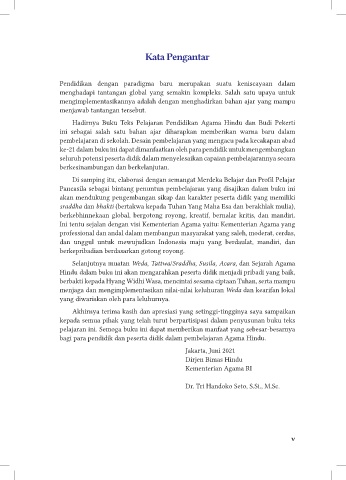 Kata Pengantar
Pendidikan dengan paradigma baru merupakan suatu keniscayaan dalam
menghadapi tantangan global yang semakin kompleks. Salah satu upaya untuk
mengimplementasikannya adalah dengan menghadirkan bahan ajar yang mampu
menjawab tantangan tersebut.
Hadirnya Buku Teks Pelajaran Pendidikan Agama Hindu dan Budi Pekerti
ini sebagai salah satu bahan ajar diharapkan memberikan warna baru dalam
pembelajaran di sekolah. Desain pembelajaran yang mengacu pada kecakapan abad
ke-21 dalam buku ini dapat dimanfaatkan oleh para pendidik untuk mengembangkan
seluruh potensi peserta didik dalam menyelesaikan capaian pembelajarannya secara
berkesinambungan dan berkelanjutan.
Di samping itu, elaborasi dengan semangat Merdeka Belajar dan Profil Pelajar
Pancasila sebagai bintang penuntun pembelajaran yang disajikan dalam buku ini
akan mendukung pengembangan sikap dan karakter peserta didik yang memiliki
sraddha dan bhakti (bertakwa kepada Tuhan Yang Maha Esa dan berakhlak mulia),
berkebhinnekaan global, bergotong royong, kreatif, bernalar kritis, dan mandiri.
Ini tentu sejalan dengan visi Kementerian Agama yaitu: Kementerian Agama yang
professional dan andal dalam membangun masyarakat yang saleh, moderat, cerdas,
dan unggul untuk mewujudkan Indonesia maju yang berdaulat, mandiri, dan
berkepribadian berdasarkan gotong royong.
Selanjutnya muatan Weda, Tattwa/Sraddha, Susila, Acara, dan Sejarah Agama
Hindu dalam buku ini akan mengarahkan peserta didik menjadi pribadi yang baik,
berbakti kepada Hyang Widhi Wasa, mencintai sesama ciptaan Tuhan, serta mampu
menjaga dan mengimplementasikan nilai-nilai keluhuran Weda dan kearifan lokal
yang diwariskan oleh para leluhurnya.
Akhirnya terima kasih dan apresiasi yang setinggi-tingginya saya sampaikan
kepada semua pihak yang telah turut berpartisipasi dalam penyusunan buku teks
pelajaran ini. Semoga buku ini dapat memberikan manfaat yang sebesar-besarnya
bagi para pendidik dan peserta didik dalam pembelajaran Agama Hindu.
Jakarta, Juni 2021
Dirjen Bimas Hindu
Kementerian Agama RI
Dr. Tri Handoko Seto, S.Si., M.Sc.
v